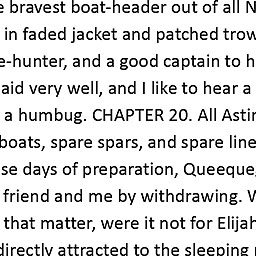 e bravest boat-header out of all N
in faded jacket and patched trow
e-hunter, and a good captain to h
aid very well, and I like to hear a
a humbug. CHAPTER 20. All Astir
boats, spare spars, and spare line
se days of preparation, Queequeg
friend and me by withdrawing. W
that matter, were it not for Elijah
directly attracted to the sleeping